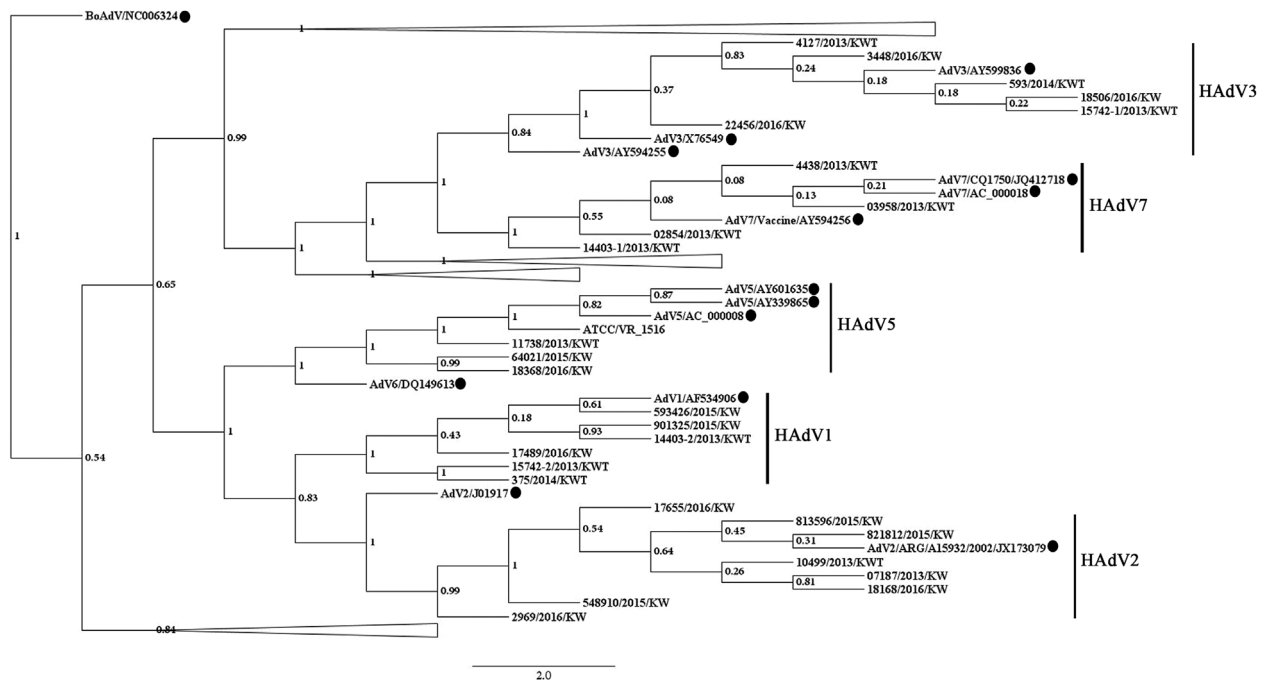 BoAdV/NC006324
1
4127/2013/KWT
0.83
3448/2016/KW
0.24
AdV3/AY599836
0.18
593/2014/KWT
HAdV3
0.37
0.18
18506/2016/KW
0.22
15742-1/2013/KWT
1
22456/2016/KW
0.84
AdV3/X76549
0.99
AdV3/AY594255
4438/2013/KWT
1
0.08
AdV7/CQ1750/JQ412718
0.21
AdV7/AC_000018
0.13
HAdV7
0.08
03958/2013/KWT
0.55
AdV7/Vaccine/AY594256
1
1
02854/2013/KWT
1
1
14403-1/2013/KWT
1
1
0.65
AdV5/AY601635
0.87
AdV5/AY339865
0.82
AdV5/AC_000008
1
HAdV5
1
ATCC/VR_1516
1
11738/2013/KWT
64021/2015/KW
1
0.99
18368/2016/KW
AdV6/DQ149613
AdV1/AF534906
0.61
593426/2015/KW
0.18
901325/2015/KW
1
0.43
0.93
14403-2/2013/KWT
HAdV1
1
17489/2016/KW
0.54
15742-2/2013/KWT
1
375/2014/KWT
0.83
AdV2/J01917
17655/2016/KW
813596/2015/KW
0.54
0.45
821812/2015/KW
0.31
AdV2/ARG/A15932/2002/JX173079
1
0.64
HAdV2
1
10499/2013/KWT
0.26
07187/2013/KW
0.81
0.99
18168/2016/KW
548910/2015/KW
2969/2016/KW
0.84
2.0